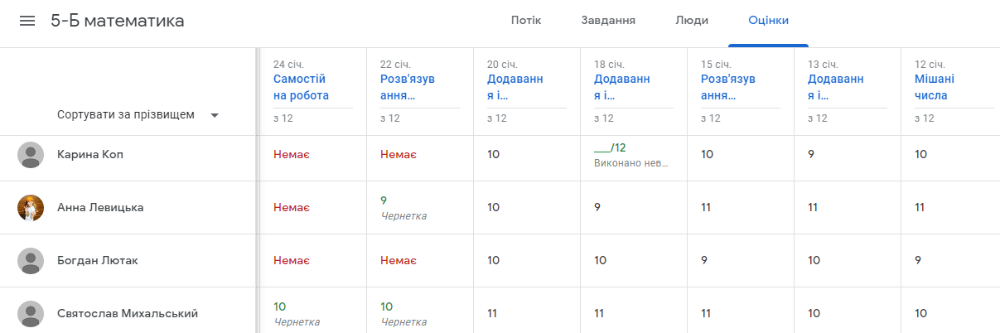 5-Б математика
Потік Завдання Люди Оцінки
24 січ. 22 січ. 20 січ. 18 січ. 15 січ. 13 січ. 12 січ.
Самостій Розв'язув Додаванн Додаванн Розв'язув Додаванн Мішані
на робота ання... я і... я і... ання... я і... числа
Сортувати за прізвищем
з 12 з 12 з 12 з 12 з 12 з 12 з 12
Карина Коп Немає Немає 10 ___/12 10 9 10
Виконано нев...
Анна Левицька Немає 9 10 9 11 11 11
Чернетка
Богдан Лютак Немає Немає 10 10 9 10 9
Святослав Михальський 10 10 11 11 11 10 10
Чернетка Чернетка